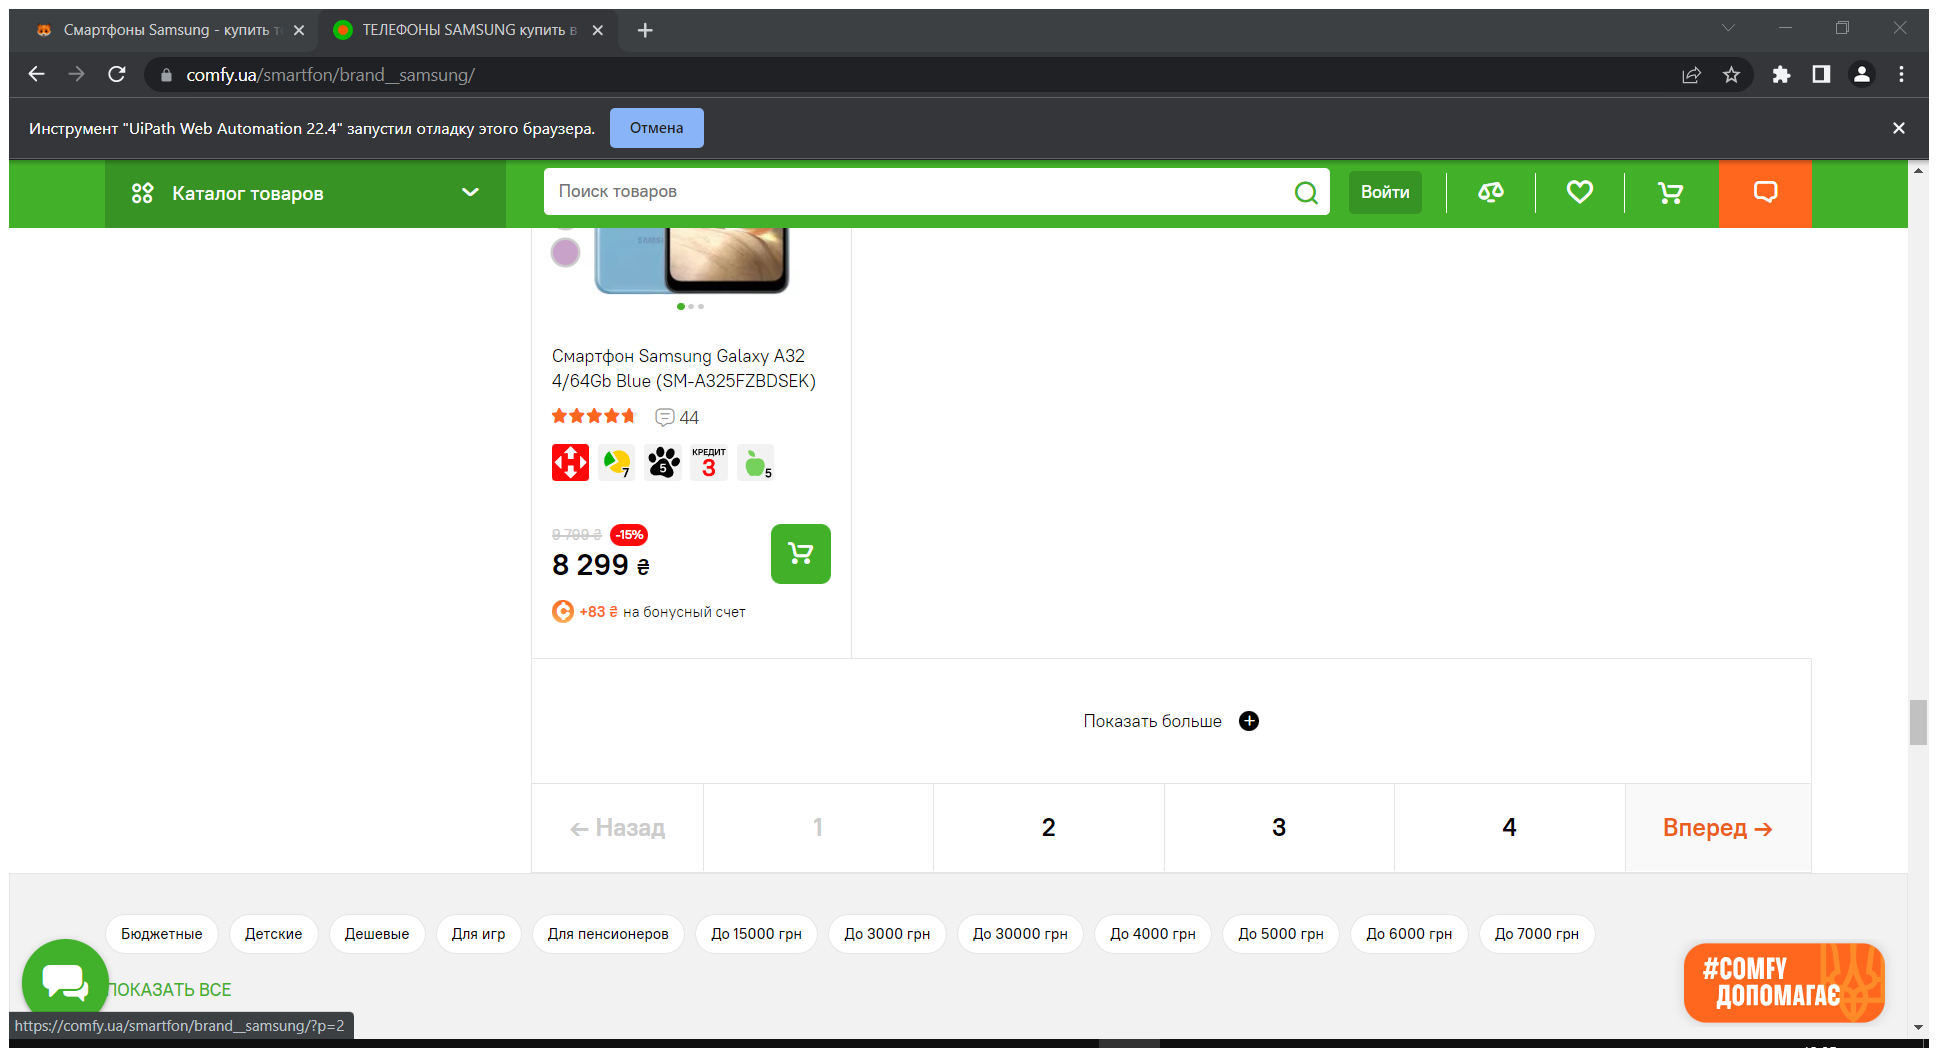 Смартфоны Samsung - купить т
ТЕЛЕФОНЫ SAMSUNG купить в
comfy.ua/smartfon/brand__samsung/
Инструмент "UiPath Web Automation 22.4" запустил отладку этого браузера.
Отмена
Каталог товаров
Поиск товаров
Войти
Смартфон Samsung Galaxy A32
4/64Gb Blue (SM-A325FZBDSEK)
44
7
5
КРЕДИТ
3
5
9 799 ₴
-15%
8 299 ₴
+83 ₴ на бонусный счет
Показать больше
← Назад
1
2
3
4
Вперед →
Бюджетные
Детские
Дешевые
Для игр
Для пенсионеров
До 15000 грн
До 3000 грн
До 30000 грн
До 4000 грн
До 5000 грн
До 6000 грн
До 7000 грн
ПОКАЗАТЬ ВСЕ
#COMFY
ДОПОМАГАЄ
https://comfy.ua/smartfon/brand__samsung/?p=2